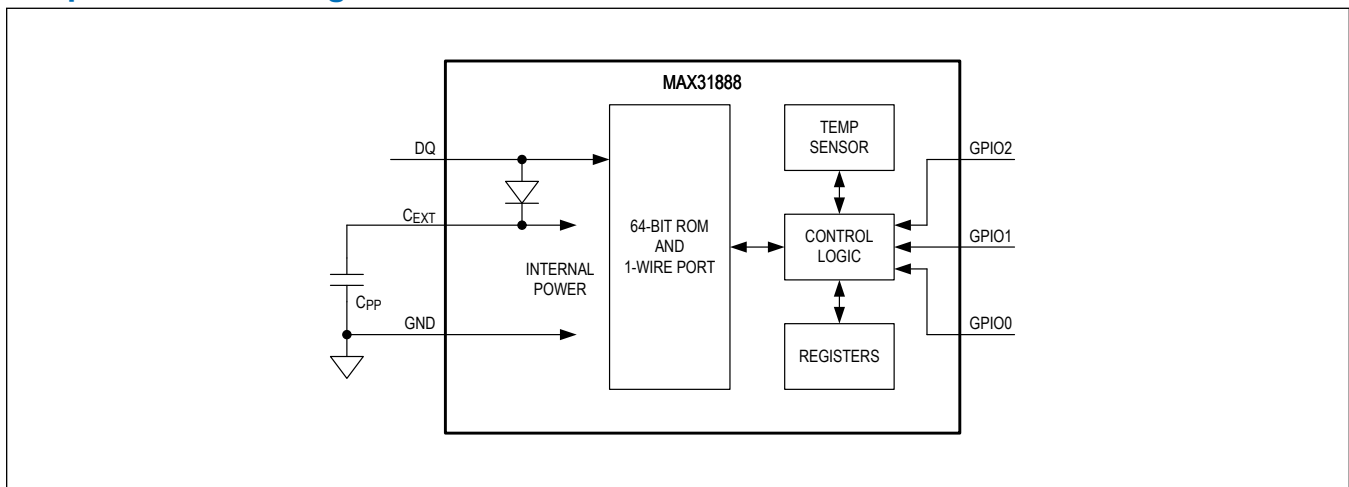 MAX31888
DQ
CEXT
CPP
GND
INTERNAL
POWER
64-BIT ROM
AND
1-WIRE PORT
TEMP
SENSOR
CONTROL
LOGIC
REGISTERS
GPIO2
GPIO1
GPIO0